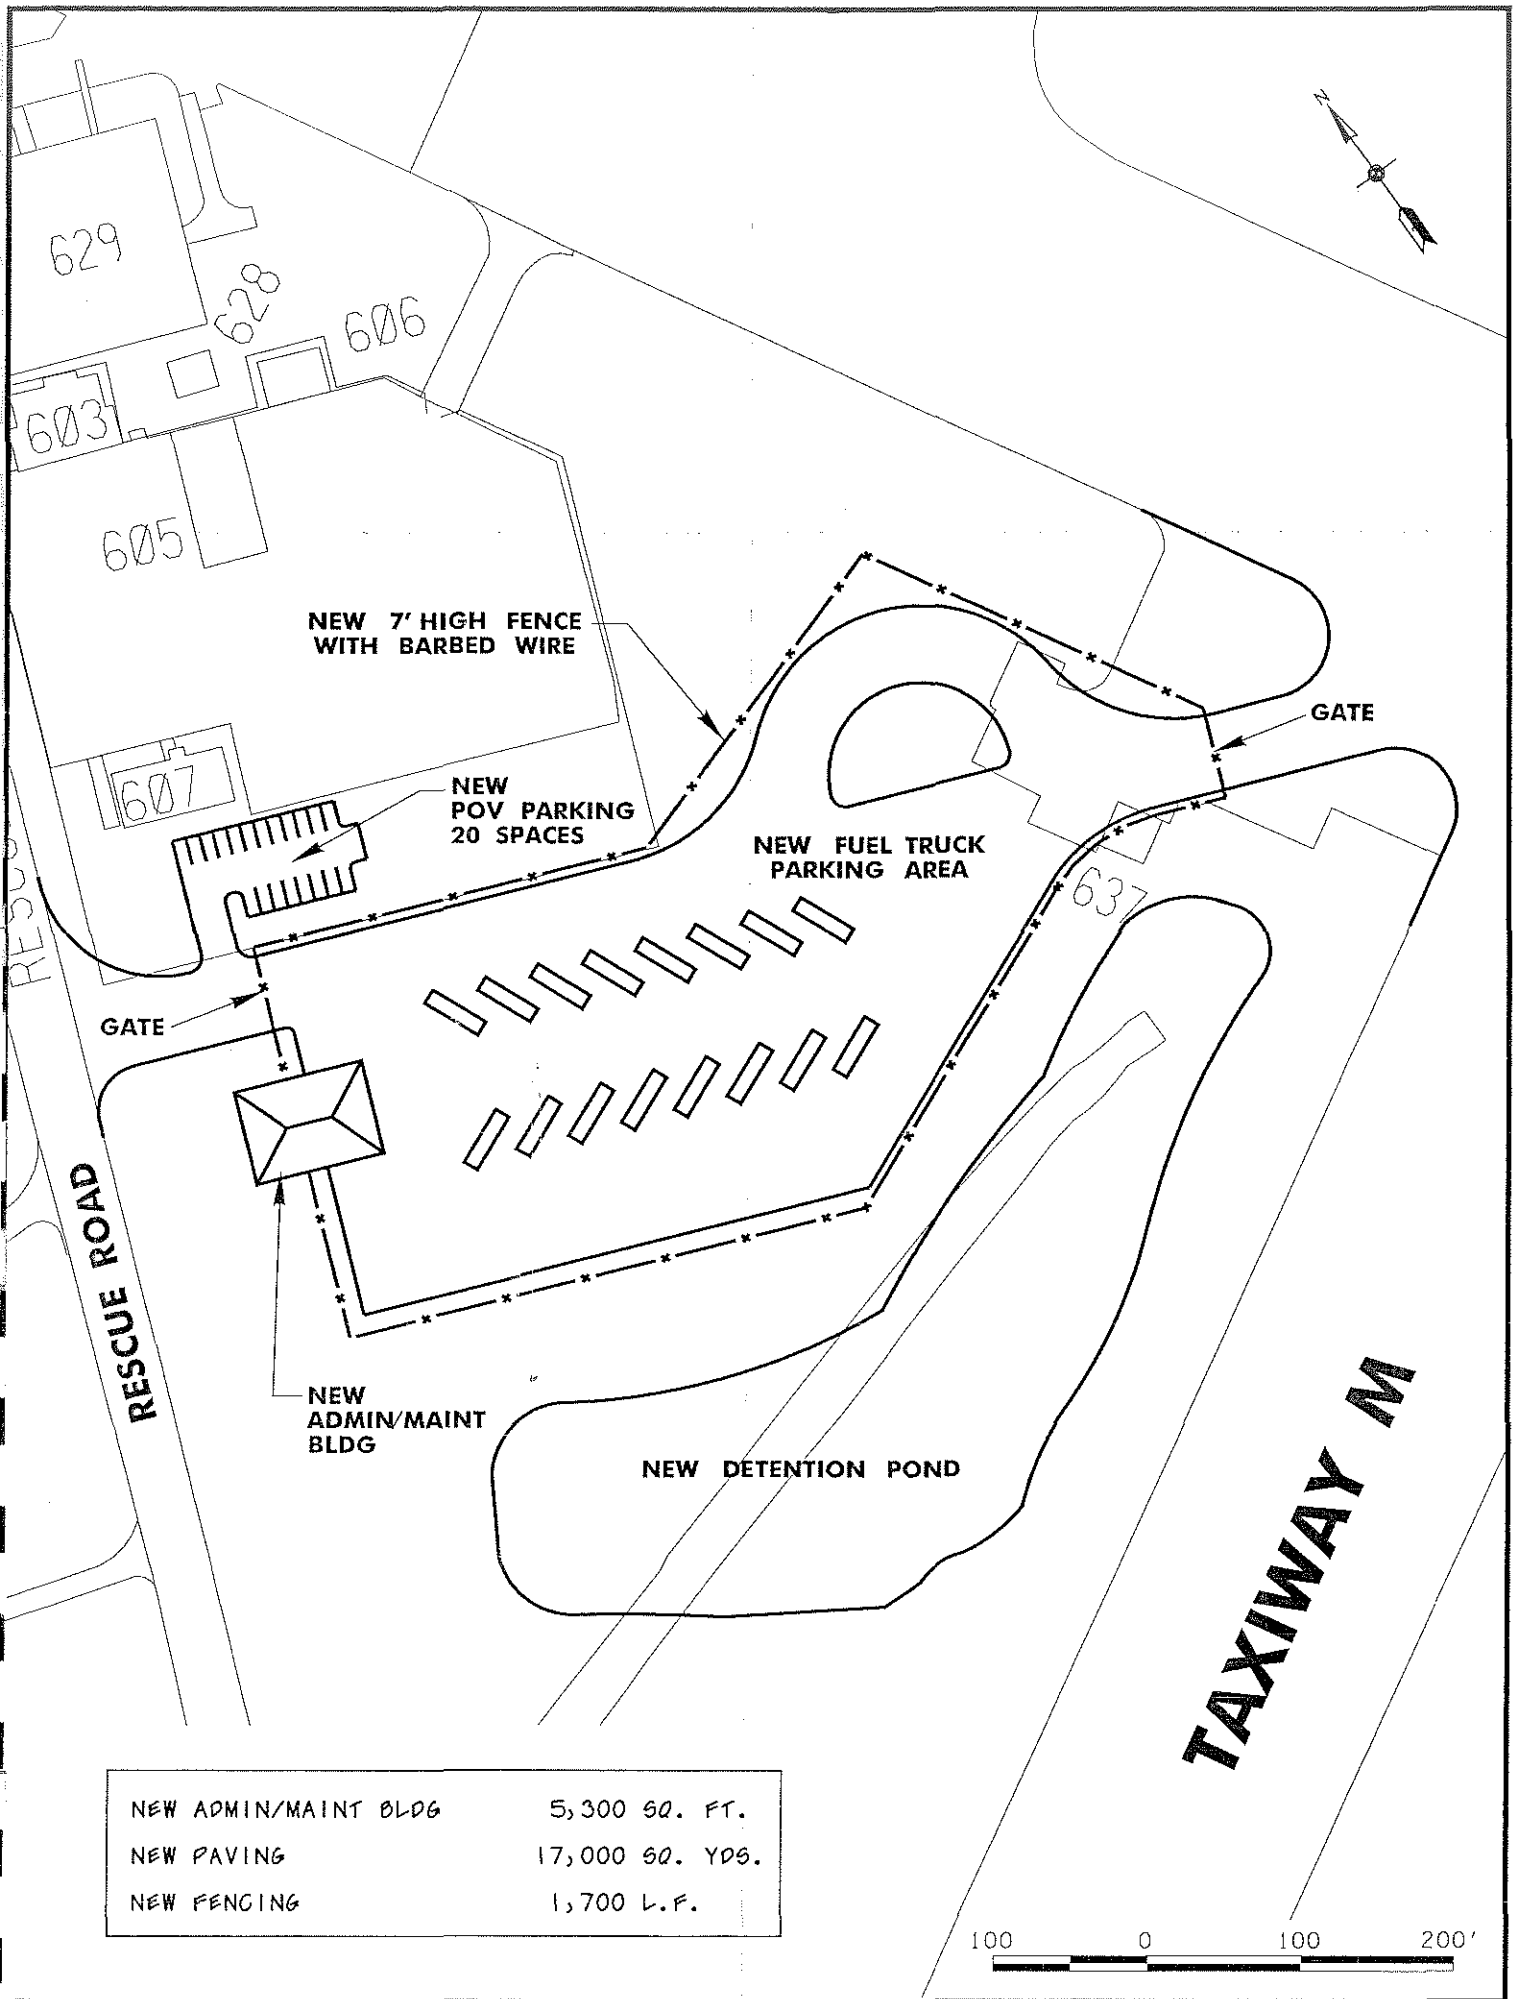 N
629
628
606
603
605
NEW 7' HIGH FENCE
WITH BARBED WIRE
GATE
607
NEW
POV PARKING
20 SPACES
NEW FUEL TRUCK
PARKING AREA
637
GATE
RESCUE ROAD
NEW
ADMIN/MAINT
BLDG
NEW DETENTION POND
TAXIWAY M
NEW ADMIN/MAINT BLDG 5,300 SQ. FT.
NEW PAVING 17,000 SQ. YDS.
NEW FENCING 1,700 L.F.
100 0 100 200'